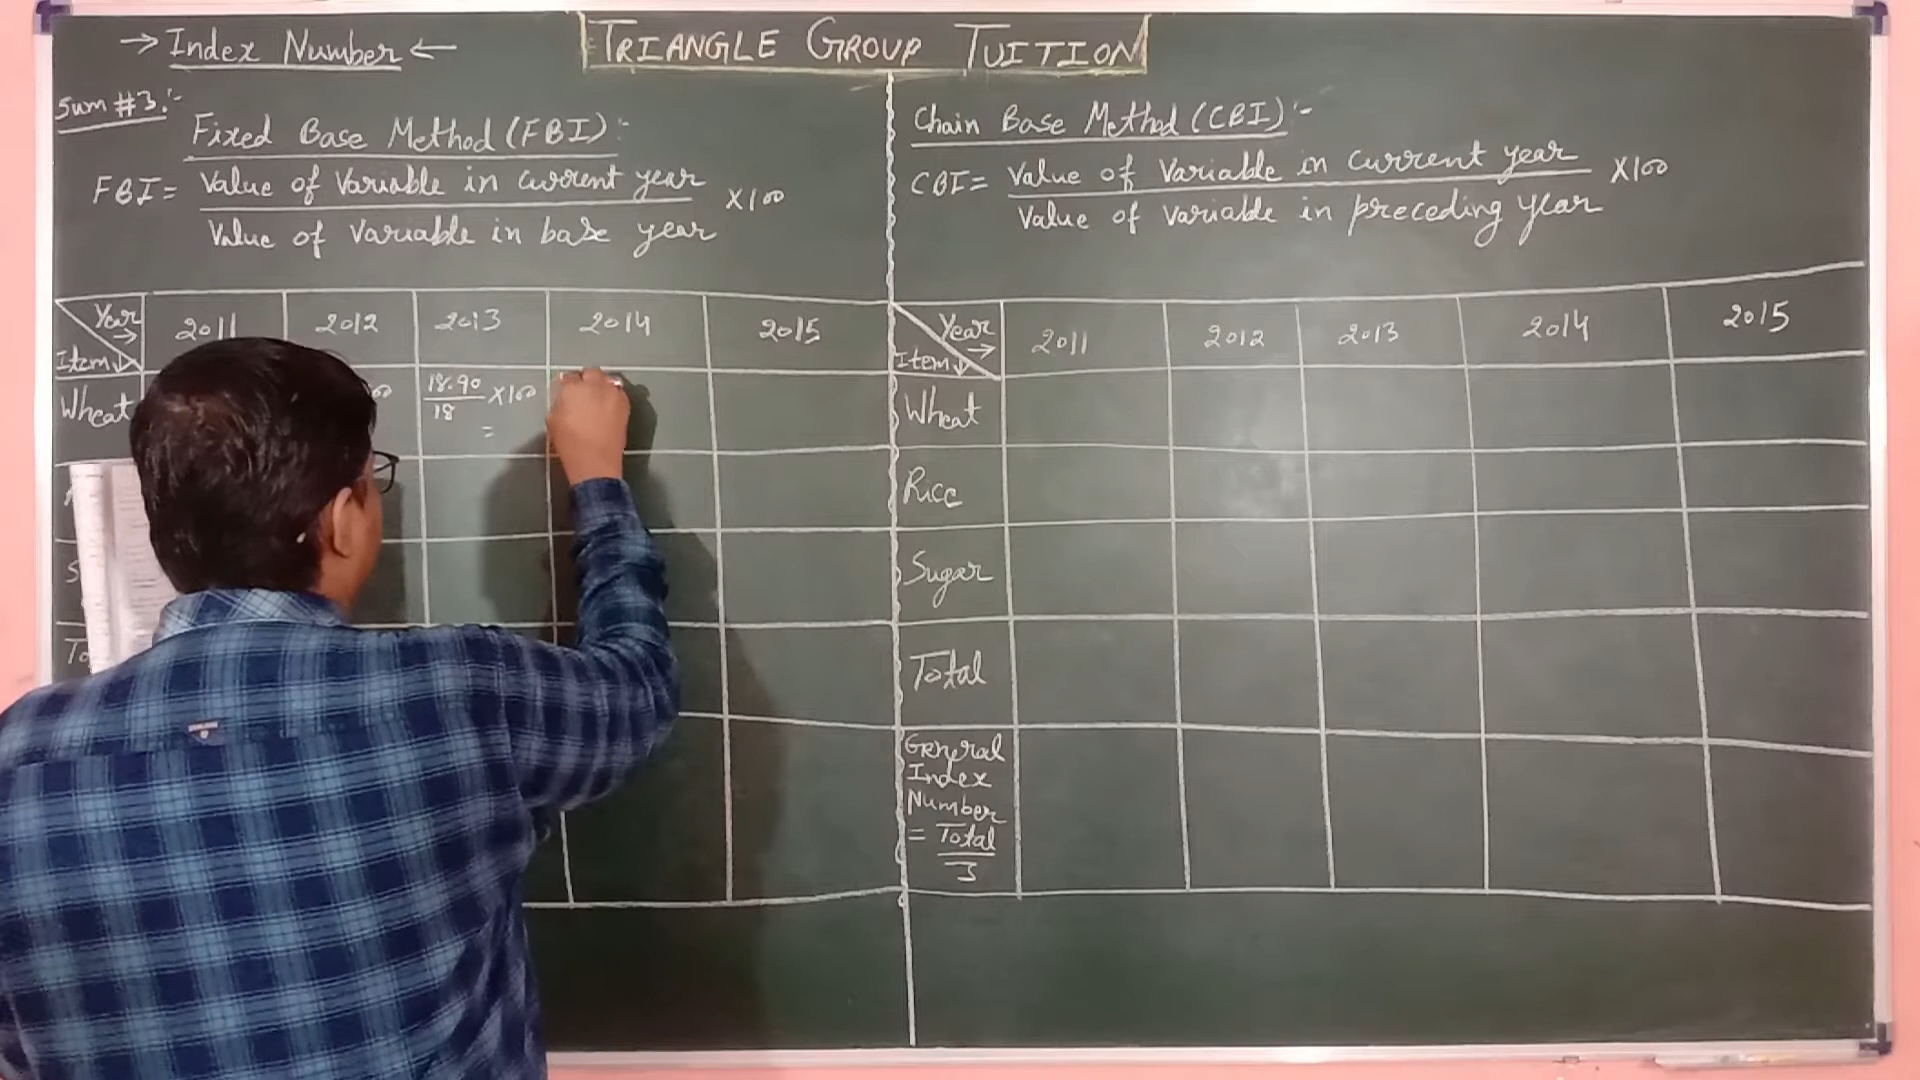 → Index Number ←
TRIANGLE GROUP TUITION
Sum #3:-
Fixed Base Method (FBI):-
FBI = Value of Variable in current year
Value of Variable in base year
×100
Year →
Item ↓
2011 2012 2013 2014 2015
Wheat
18.90
18
×100
=
Chain Base Method (CBI):-
CBI = Value of Variable in current year
Value of Variable in preceding year
×100
Year →
Item ↓
2011 2012 2013 2014 2015
Wheat
Rice
Sugar
Total
General
Index
Number
= Total
3